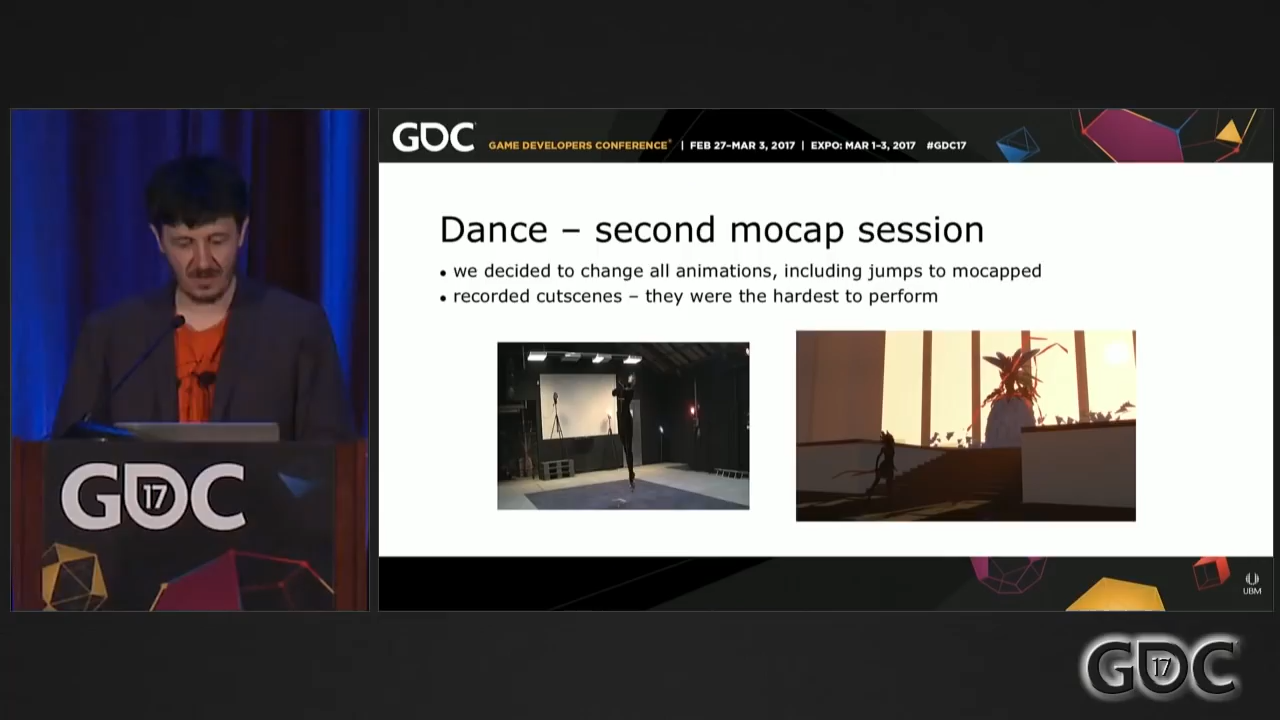 GDC
GAME DEVELOPERS CONFERENCE® | FEB 27–MAR 3, 2017 | EXPO: MAR 1–3, 2017 #GDC17
Dance – second mocap session
• we decided to change all animations, including jumps to mocapped
• recorded cutscenes – they were the hardest to perform
GDC
17
UBM
GDC
17